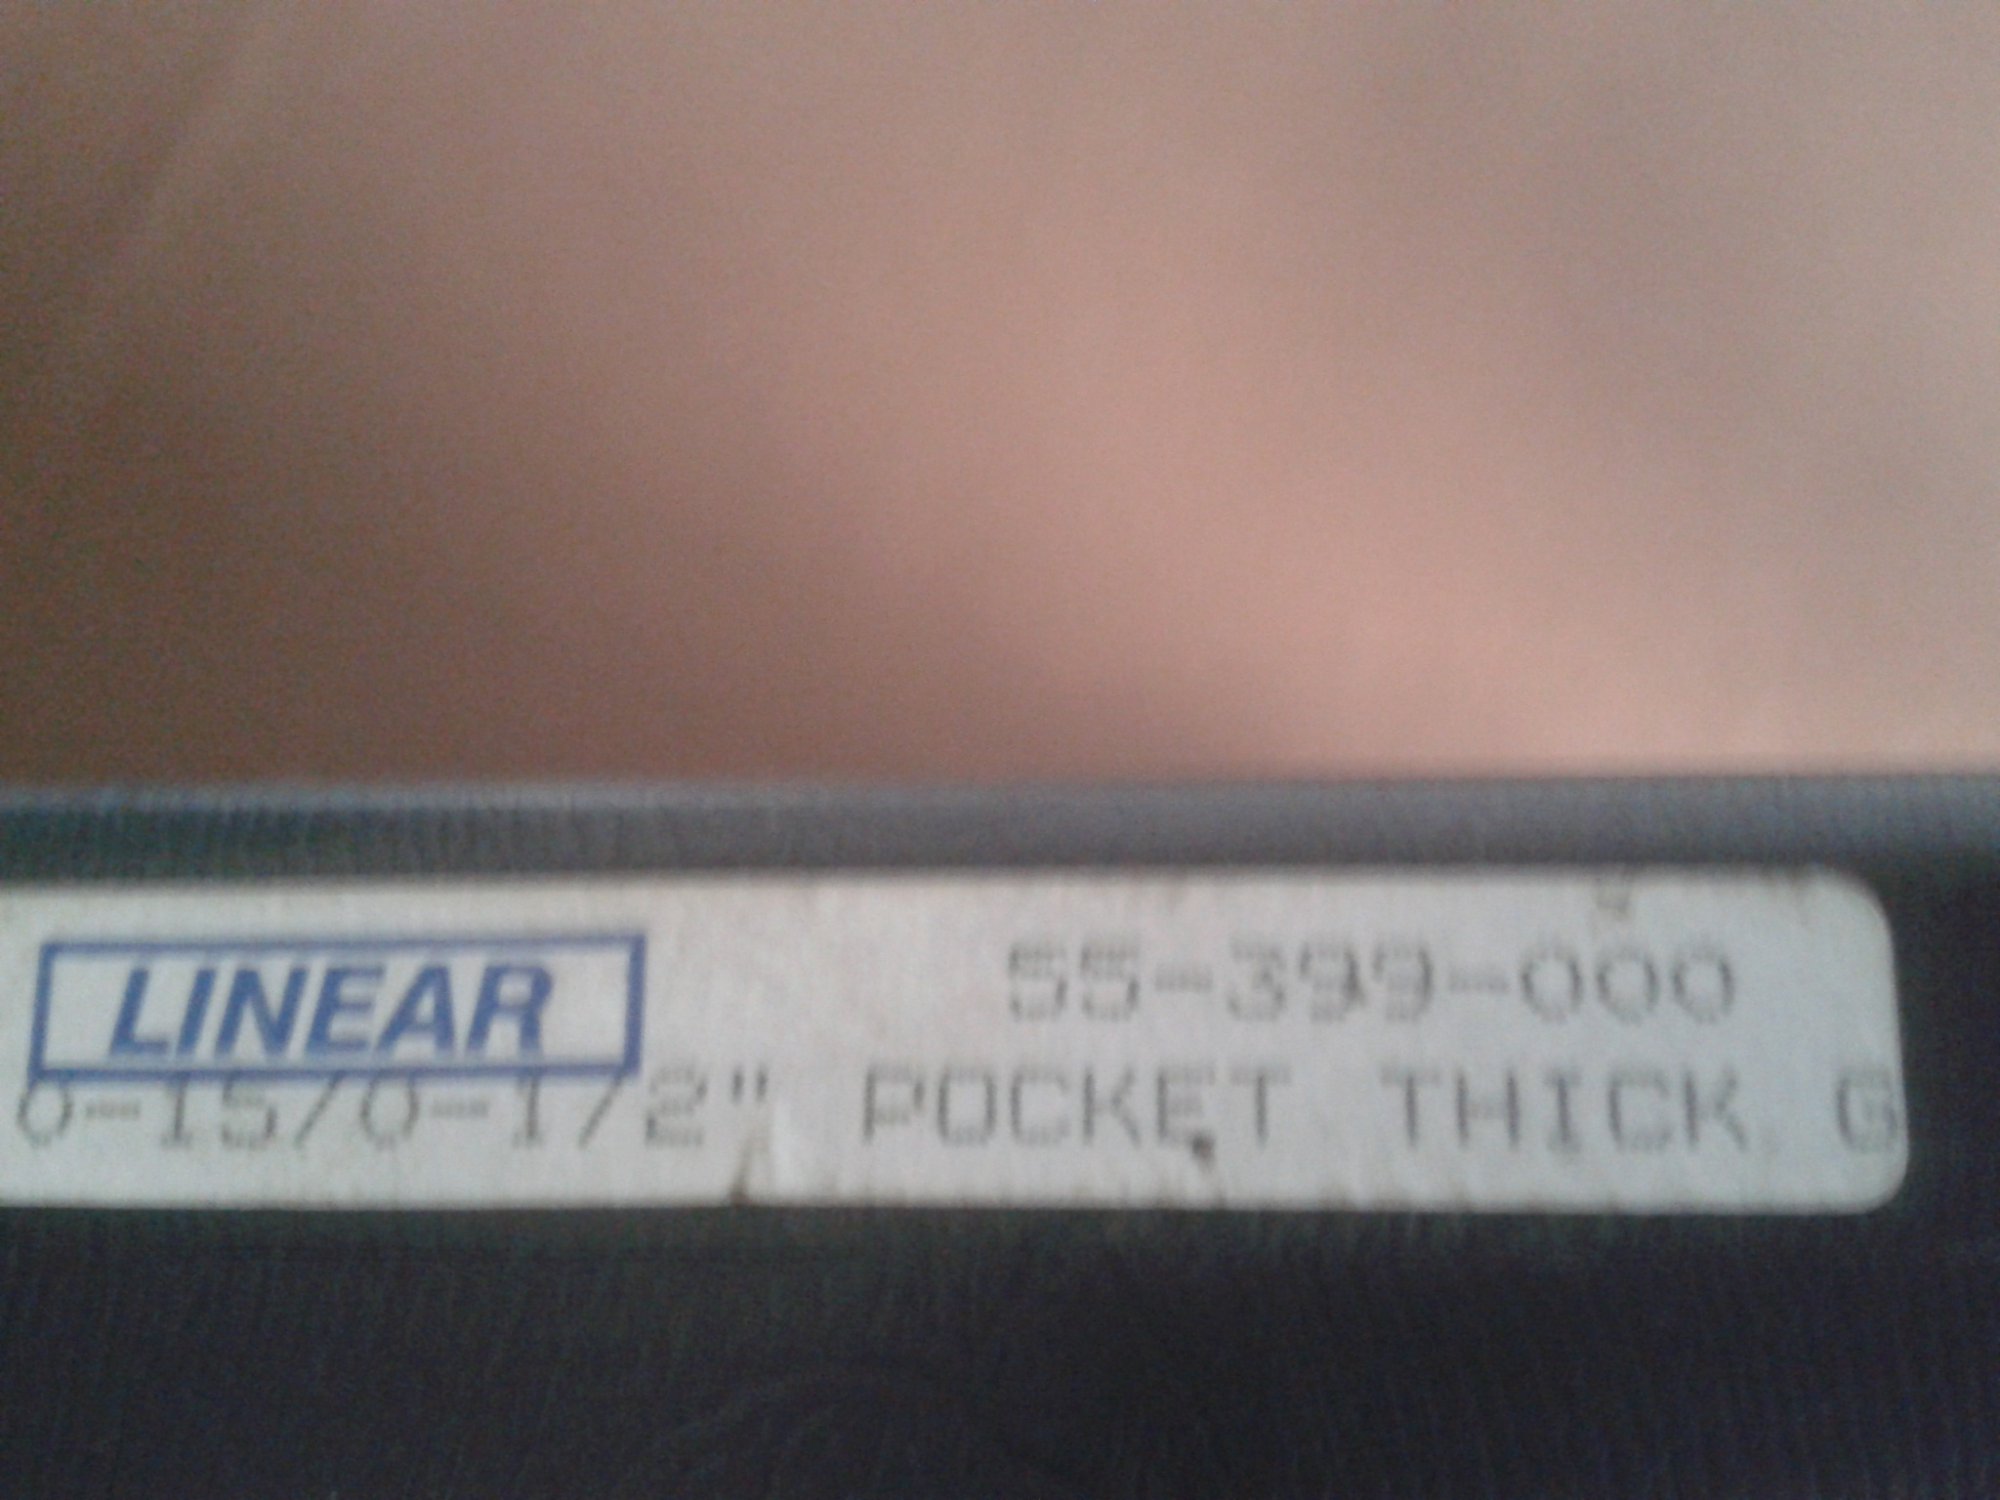 LINEAR 55-399-000
0-15/0-1/2" POCKET THICK G